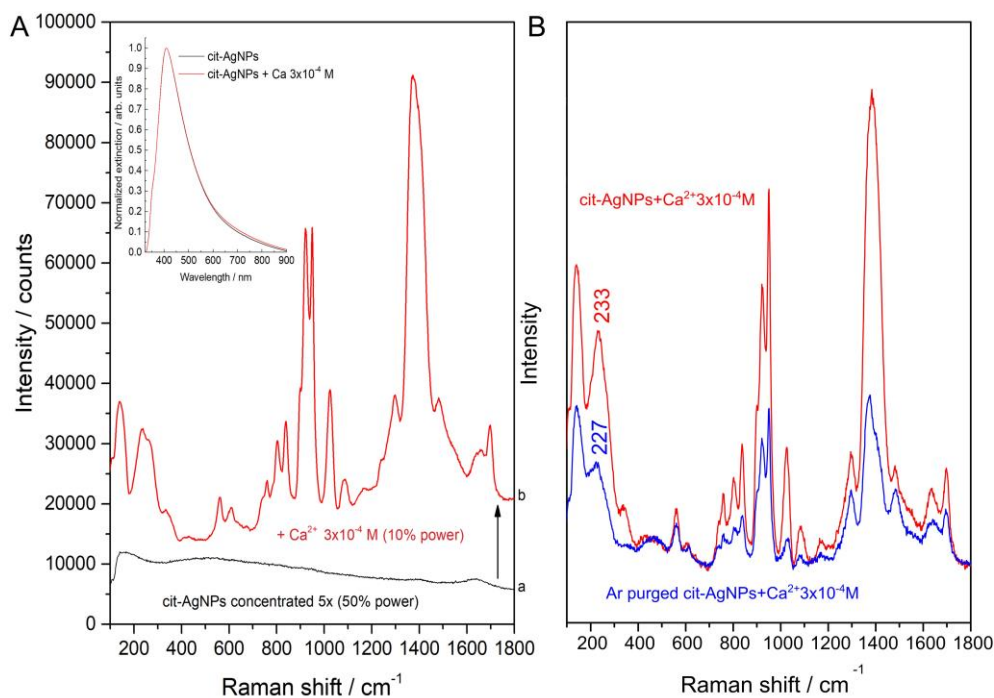 A
100000
90000
80000
70000
60000
50000
40000
30000
20000
10000
0
Intensity / counts
1.0
0.9
0.8
0.7
0.6
0.5
0.4
0.3
0.2
0.1
0.0
Normalized extinction / arb. units
cit-AgNPs
cit-AgNPs + Ca 3x10⁻⁴ M
400 500 600 700 800 900
Wavelength / nm
b
+ Ca²⁺ 3x10⁻⁴ M (10% power)
a
cit-AgNPs concentrated 5x (50% power)
200 400 600 800 1000 1200 1400 1600 1800
Raman shift / cm⁻¹
B
Intensity
cit-AgNPs+Ca²⁺3x10⁻⁴M
233
227
Ar purged cit-AgNPs+Ca²⁺3x10⁻⁴M
200 400 600 800 1000 1200 1400 1600 1800
Raman shift / cm⁻¹